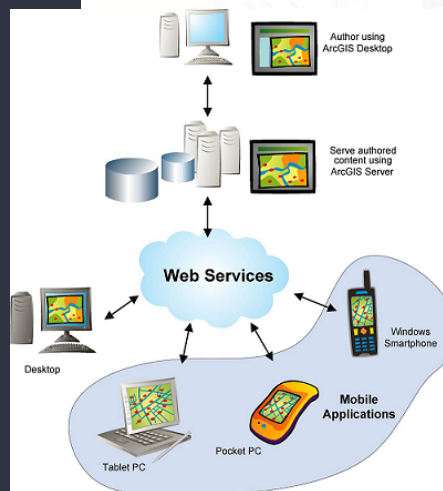 Author using
ArcGIS Desktop
Serve authored
content using
ArcGIS Server
Web Services
Windows
Smartphone
Desktop
Mobile
Applications
Pocket PC
Tablet PC